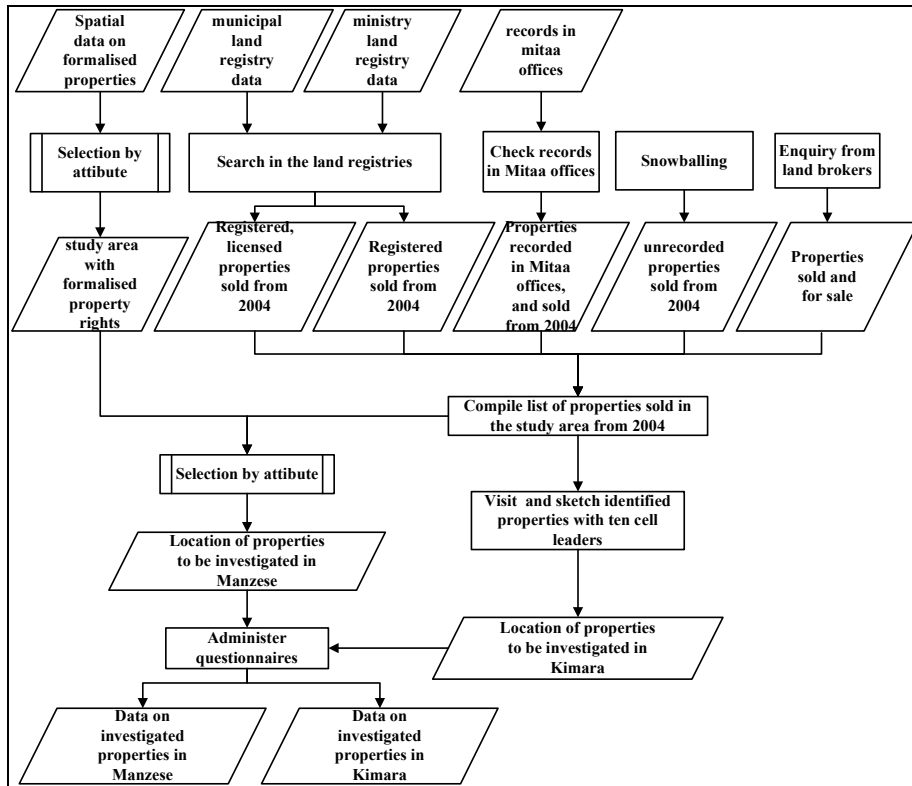 Spatial
data on
formalised
properties
municipal
land
registry
data
ministry land
registry
data
records in
mitaa
offices
Selection by
attibute
Search in the land registries
Check records
in Mitaa offices
Snowballing
Enquiry from
land brokers
study area
with
formalised
property
rights
Registered,
licensed
properties
sold from
2004
Registered
properties
sold from
2004
Properties
recorded
in Mitaa
offices,
and sold
from 2004
unrecorded
properties
sold from
2004
Properties
sold and
for sale
Compile list of properties sold in
the study area from 2004
Selection by attibute
Visit and sketch identified
properties with ten cell
leaders
Location of properties
to be investigated in
Manzese
Administer
questionnaires
Location of properties
to be investigated in
Kimara
Data on
investigated
properties in
Manzese
Data on
investigated
properties in
Kimara